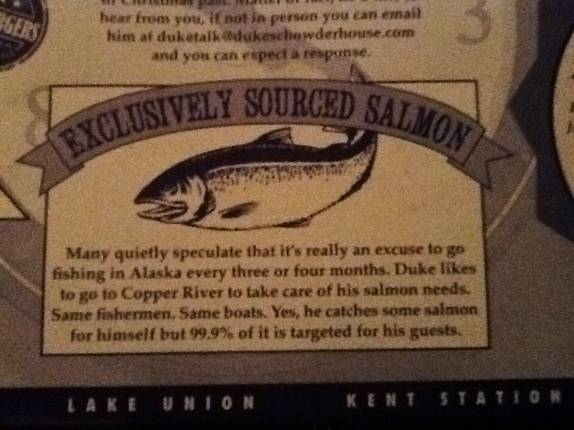 hear from you, if not in person you can email
him at duketalk@dukeschowderhouse.com
and you can expect a response.
3
EXCLUSIVELY SOURCED SALMON
Many quietly speculate that it's really an excuse to go
fishing in Alaska every three or four months. Duke likes
to go to Copper River to take care of his salmon needs.
Same fishermen. Same boats. Yes, he catches some salmon
for himself but 99.9% of it is targeted for his guests.
LAKE UNION KENT STATION